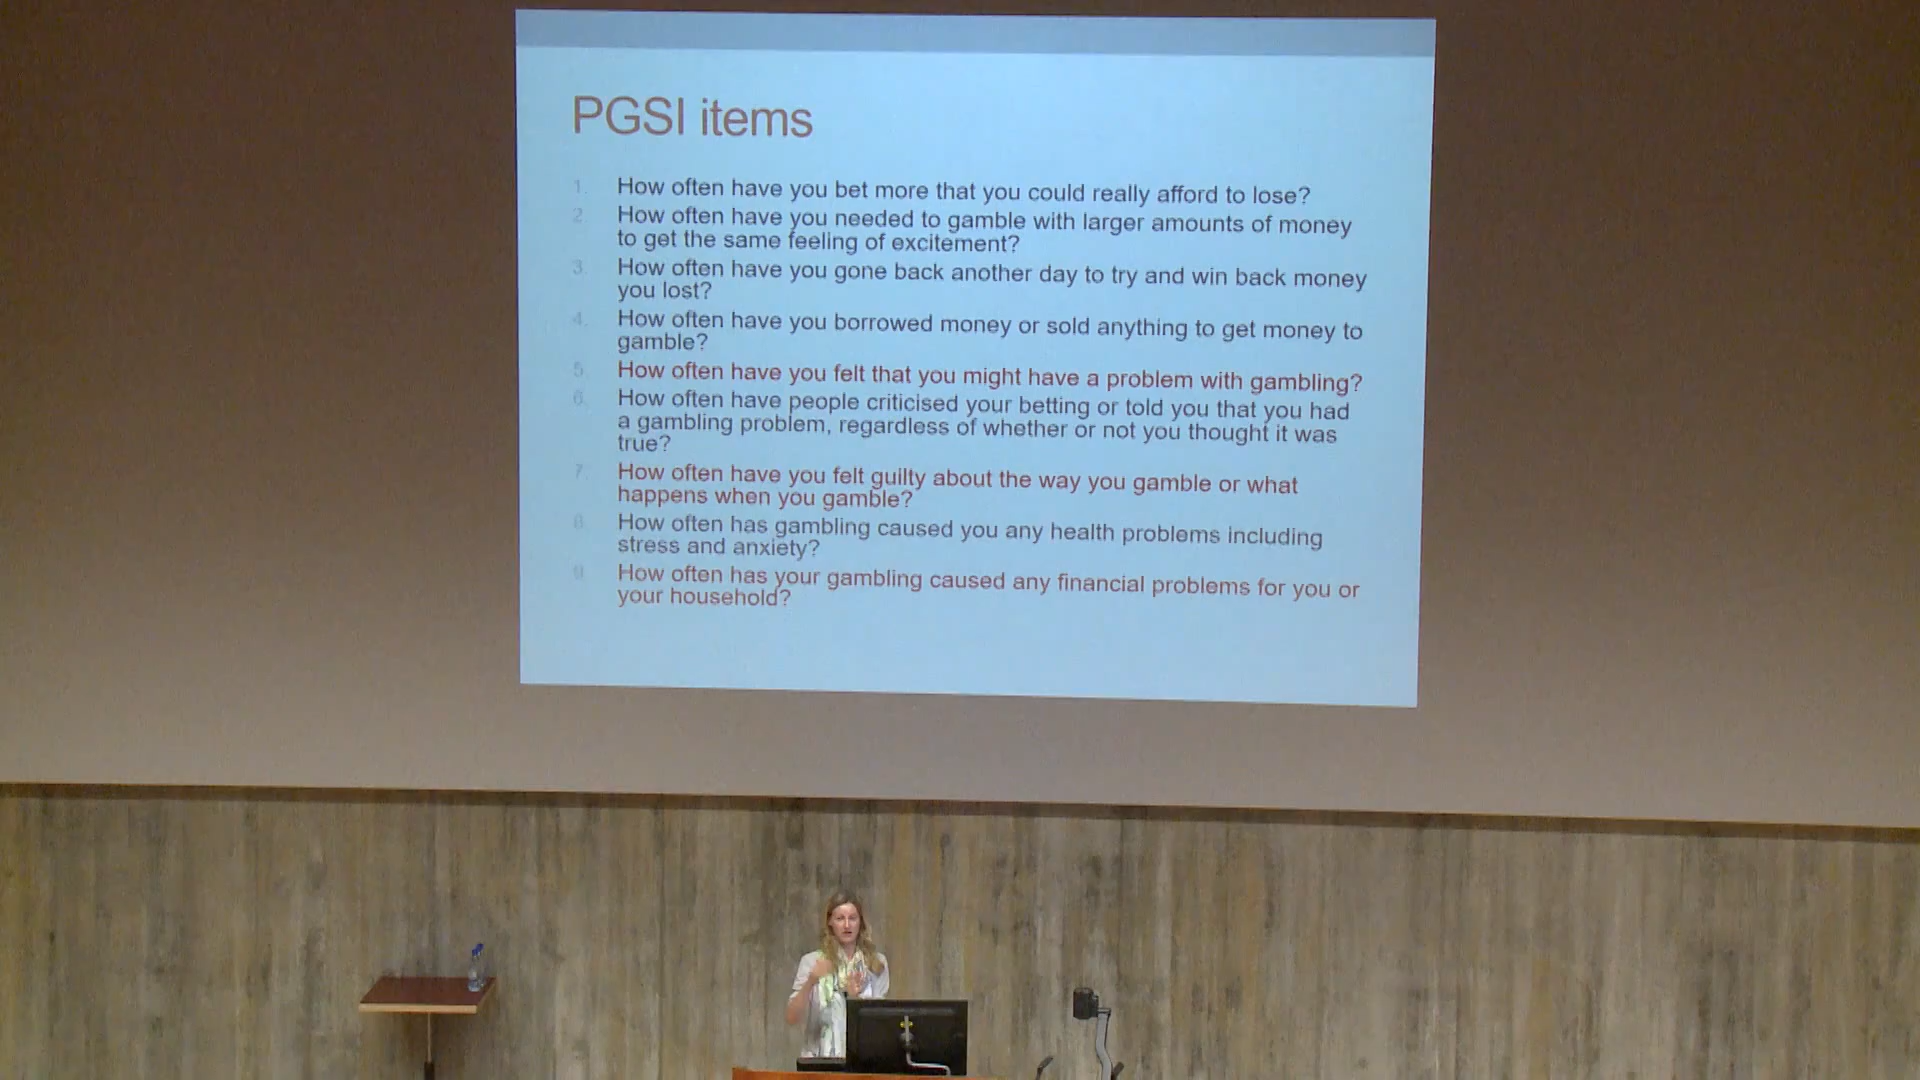 PGSI items
1. How often have you bet more that you could really afford to lose?
2. How often have you needed to gamble with larger amounts of money
to get the same feeling of excitement?
3. How often have you gone back another day to try and win back money
you lost?
4. How often have you borrowed money or sold anything to get money to
gamble?
5. How often have you felt that you might have a problem with gambling?
6. How often have people criticised your betting or told you that you had
a gambling problem, regardless of whether or not you thought it was
true?
7. How often have you felt guilty about the way you gamble or what
happens when you gamble?
8. How often has gambling caused you any health problems including
stress and anxiety?
9. How often has your gambling caused any financial problems for you or
your household?